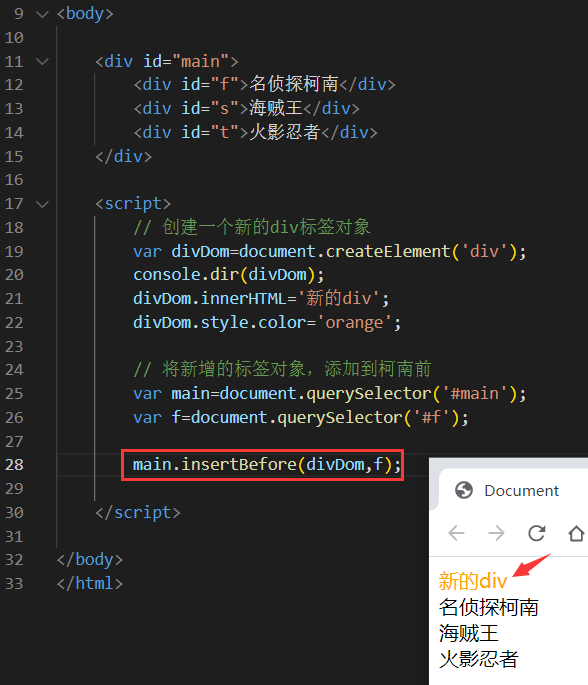 9 <body>
10
11 <div id="main">
12 <div id="f">名侦探柯南</div>
13 <div id="s">海贼王</div>
14 <div id="t">火影忍者</div>
15 </div>
16
17 <script>
18 // 创建一个新的div标签对象
19 var divDom=document.createElement('div');
20 console.dir(divDom);
21 divDom.innerHTML='新的div';
22 divDom.style.color='orange';
23
24 // 将新增的标签对象，添加到柯南前
25 var main=document.querySelector('#main');
26 var f=document.querySelector('#f');
27
28 main.insertBefore(divDom,f);
29
30 </script>
31
32 </body>
33 </html>
Document
新的div
名侦探柯南
海贼王
火影忍者